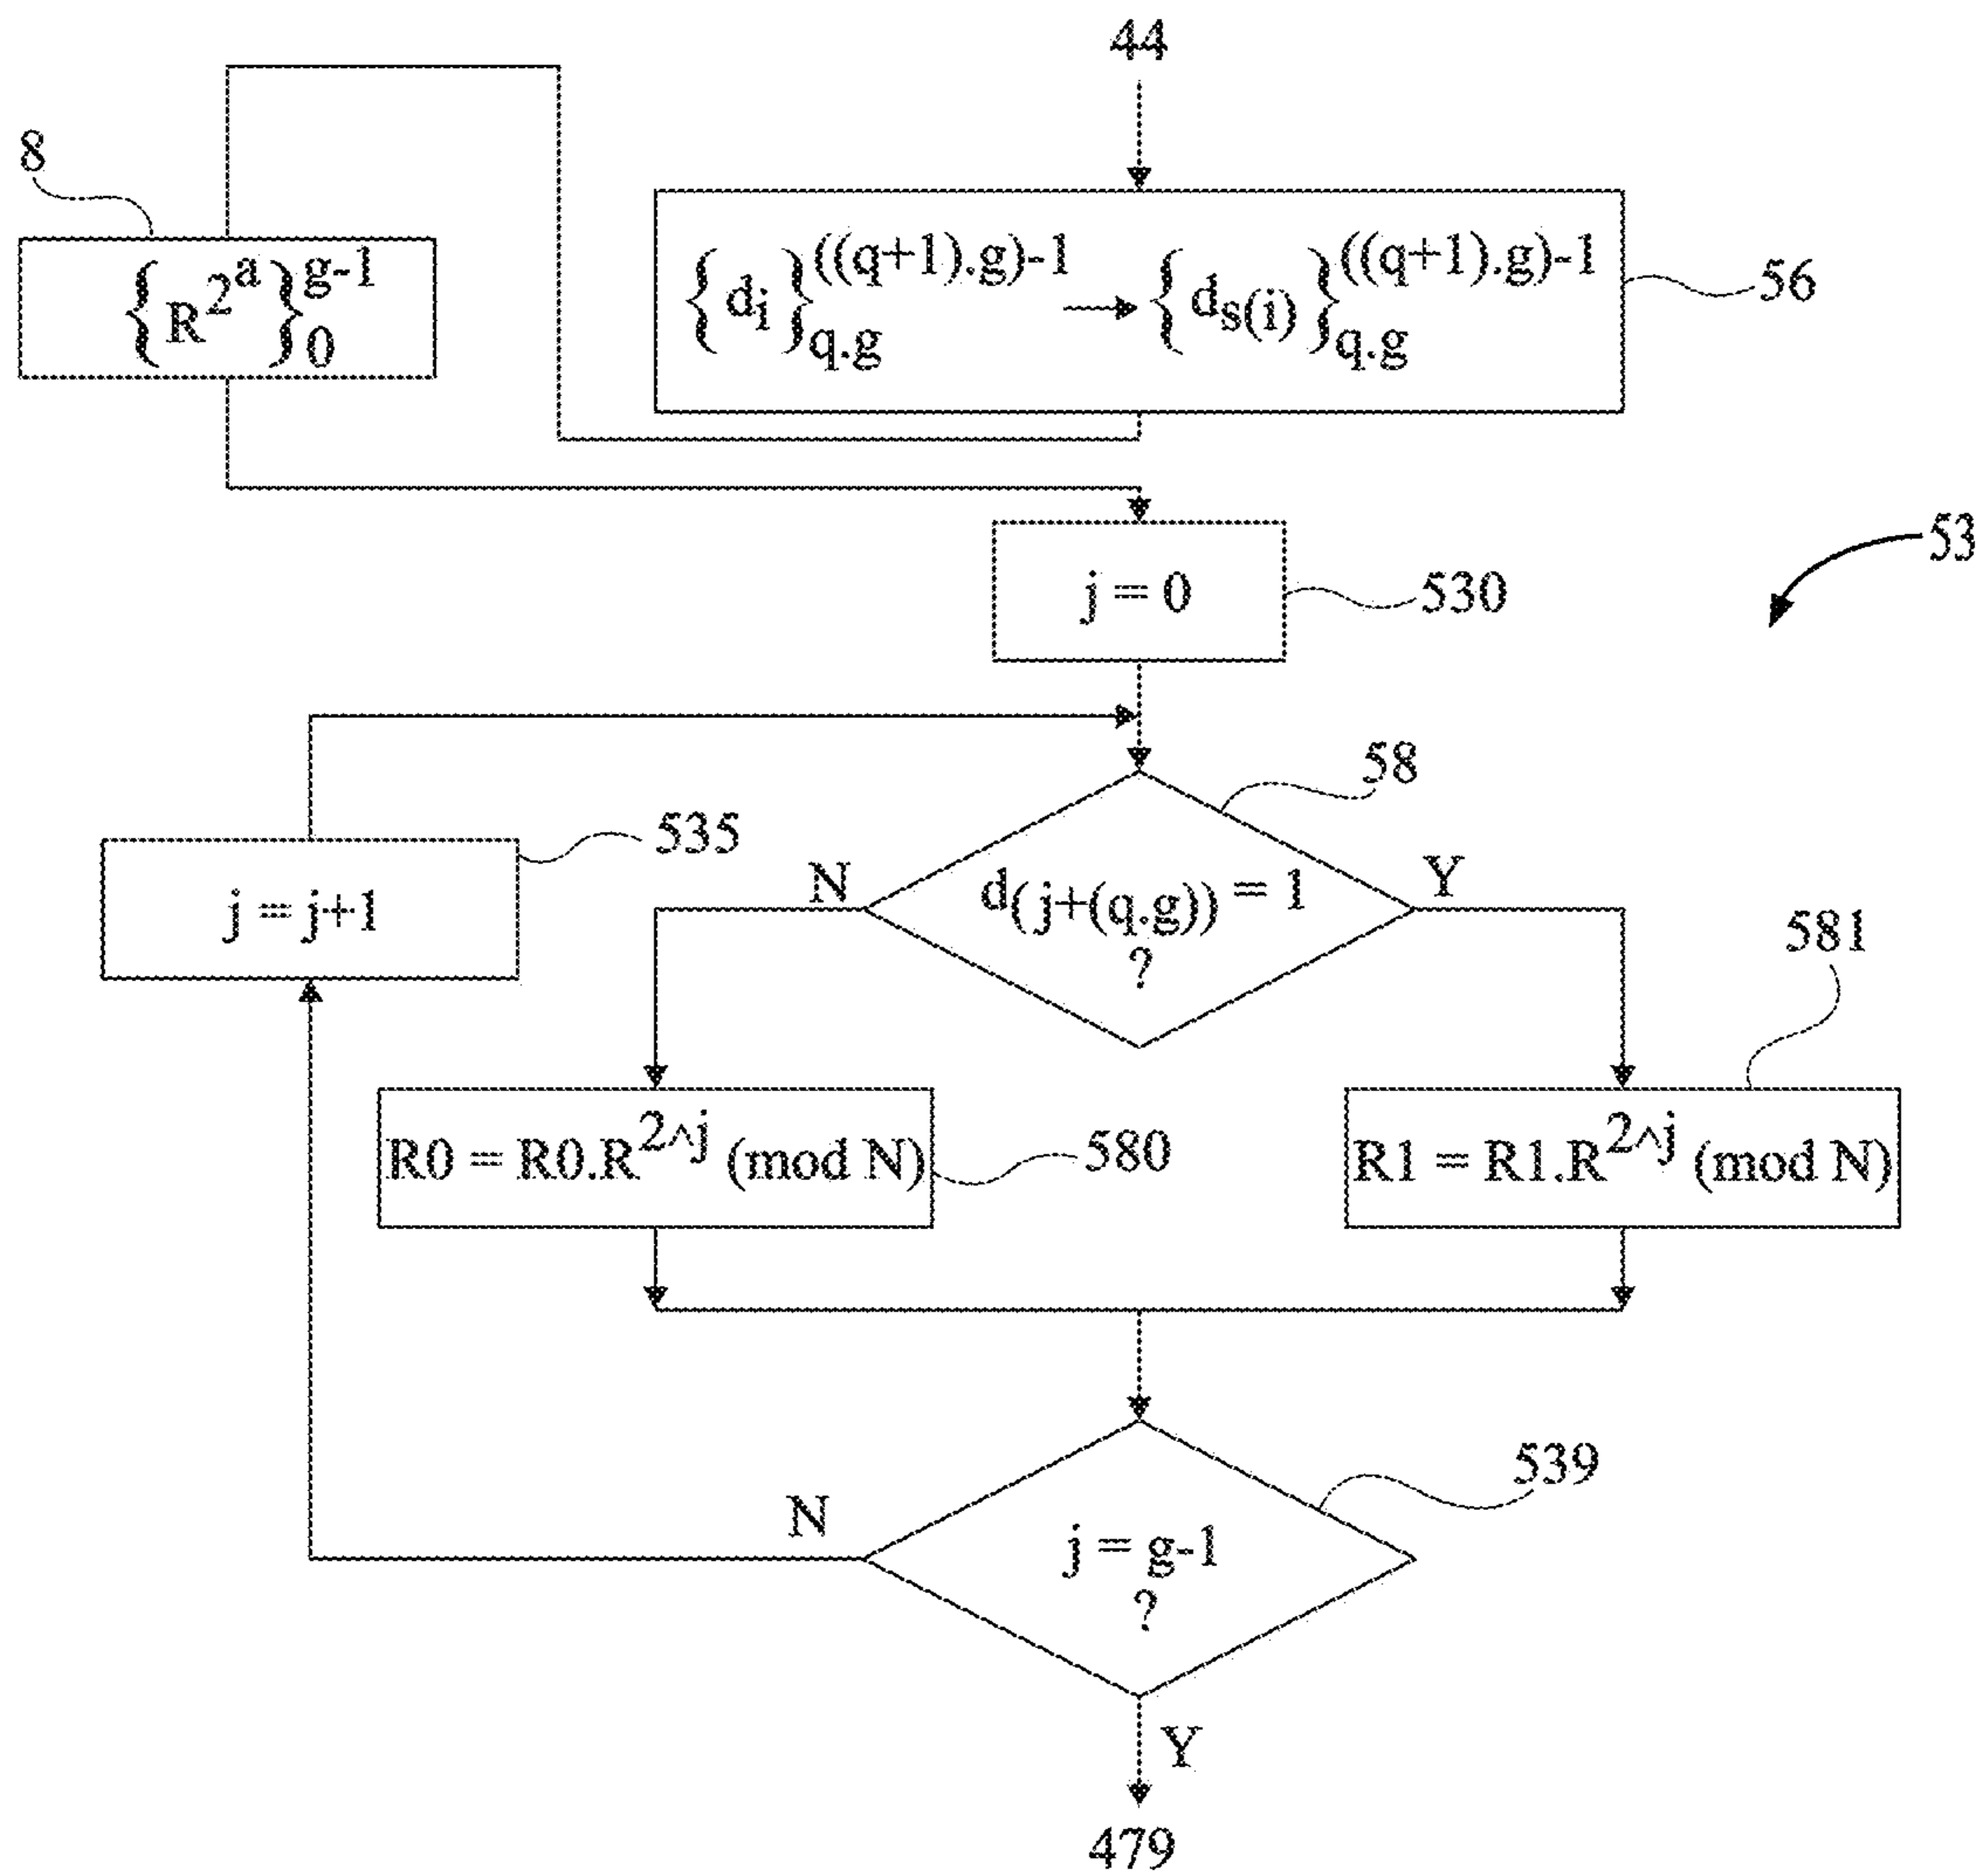 44
8
{R^2^a}_0^g-1
{d_i}_q.g^((q+1).g)-1 → {d_s(i)}_q.g^((q+1).g)-1
56
53
j = 0
530
58
535
j = j+1
N
d(j+(q.g)) = 1
?
Y
581
R0 = R0.R^2^j (mod N)
580
R1 = R1.R^2^j (mod N)
539
N
j = g-1
?
Y
479